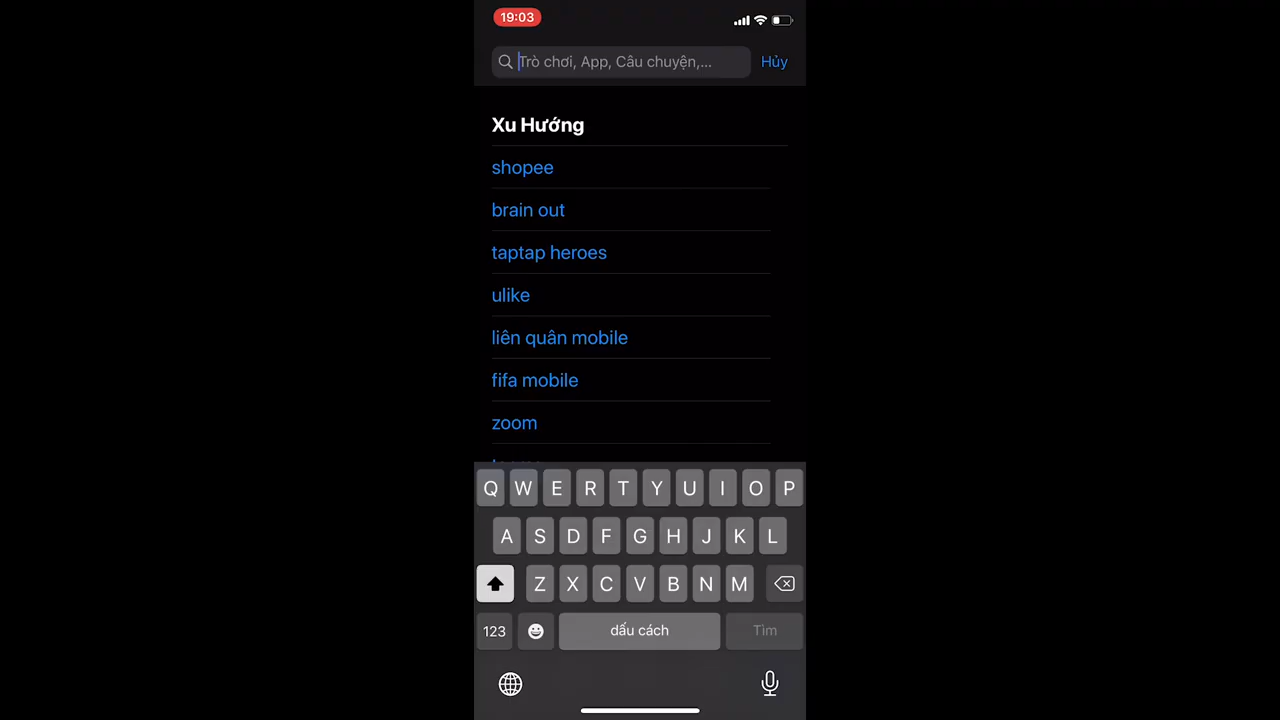 19:03
Trò chơi, App, Câu chuyện,...
Hủy
Xu Hướng
shopee
brain out
taptap heroes
ulike
liên quân mobile
fifa mobile
zoom
Q W E R T Y U I O P
A S D F G H J K L
Z X C V B N M
123
dấu cách
Tìm